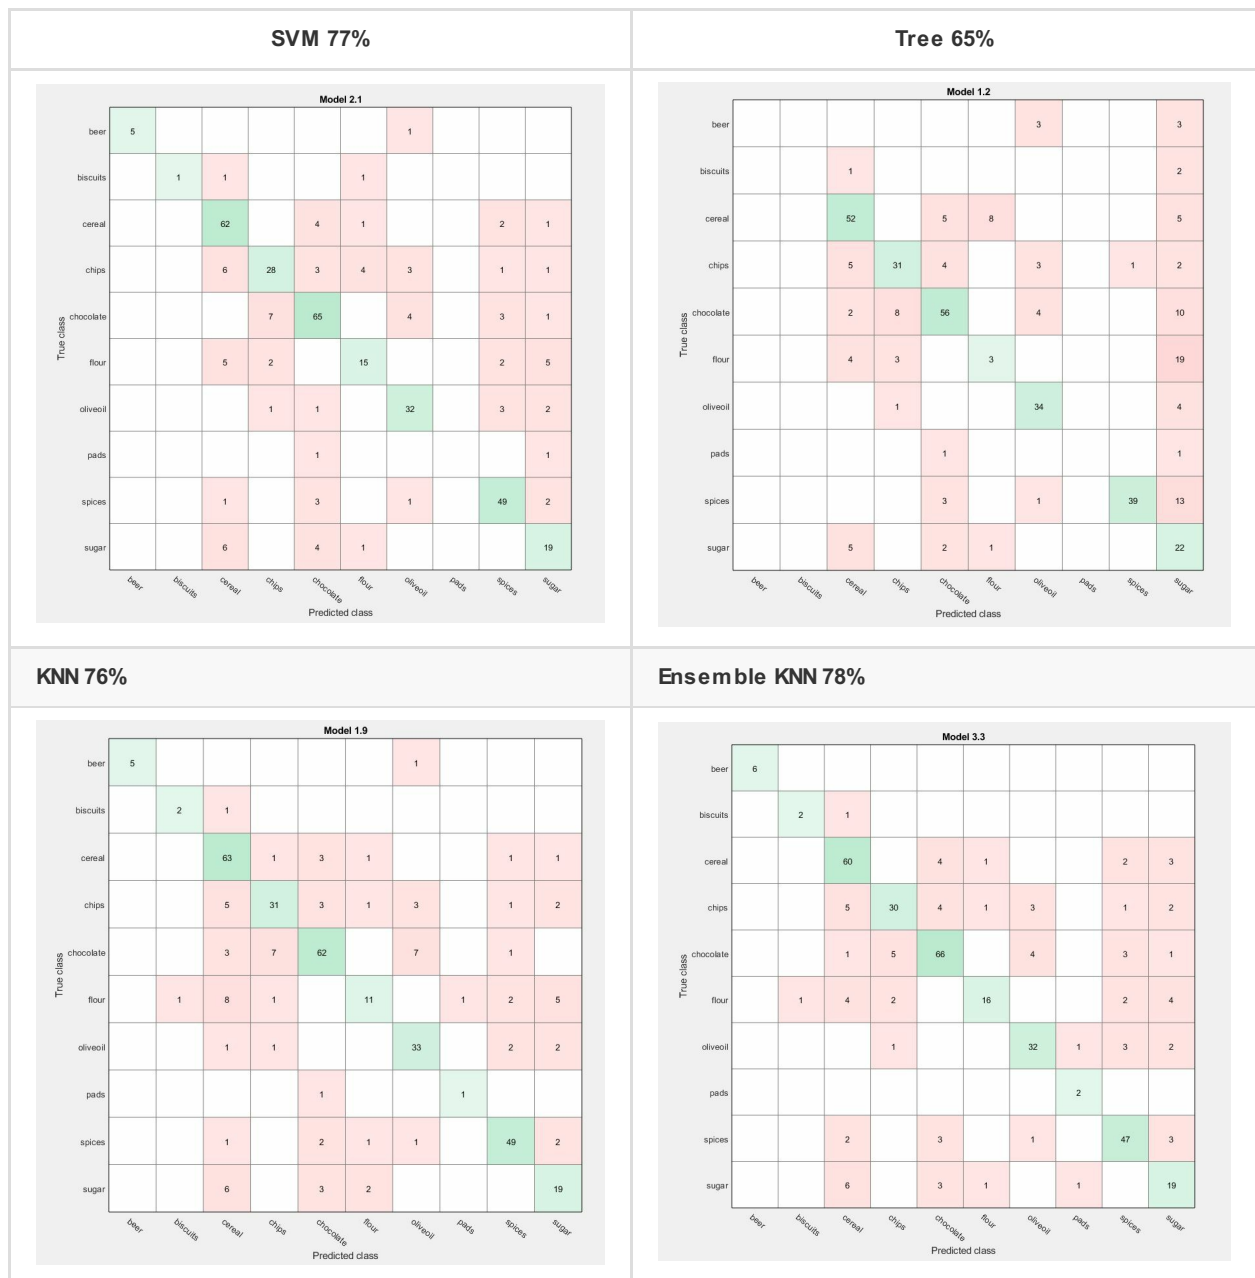 SVM 77%
Tree 65%
Model 2.1
True class
beer 5 1
biscuits 1 1 1
cereal 62 4 1 2 1
chips 6 28 3 4 3 1 1
chocolate 7 65 4 3 1
flour 5 2 15 2 5
oliveoil 1 1 32 3 2
pads 1 1
spices 1 3 1 49 2
sugar 6 4 1 19
beer biscuits cereal chips chocolate flour oliveoil pads spices sugar
Predicted class
Model 1.2
True class
beer 3 3
biscuits 1 2
cereal 52 5 8 5
chips 5 31 4 3 1 2
chocolate 2 8 56 4 10
flour 4 3 3 19
oliveoil 1 34 4
pads 1 1
spices 3 1 39 13
sugar 5 2 1 22
beer biscuits cereal chips chocolate flour oliveoil pads spices sugar
Predicted class
KNN 76%
Ensemble KNN 78%
Model 1.9
True class
beer 5 1
biscuits 2 1
cereal 63 1 3 1 1 1
chips 5 31 3 1 3 1 2
chocolate 3 7 62 7 1
flour 1 8 1 11 1 2 5
oliveoil 1 1 33 2 2
pads 1 1
spices 1 2 1 1 49 2
sugar 6 3 2 19
beer biscuits cereal chips chocolate flour oliveoil pads spices sugar
Predicted class
Model 3.3
True class
beer 6
biscuits 2 1
cereal 60 4 1 2 3
chips 5 30 4 1 3 1 2
chocolate 1 5 66 4 3 1
flour 1 4 2 16 2 4
oliveoil 1 32 1 3 2
pads 2
spices 2 3 1 47 3
sugar 6 3 1 1 19
beer biscuits cereal chips chocolate flour oliveoil pads spices sugar
Predicted class